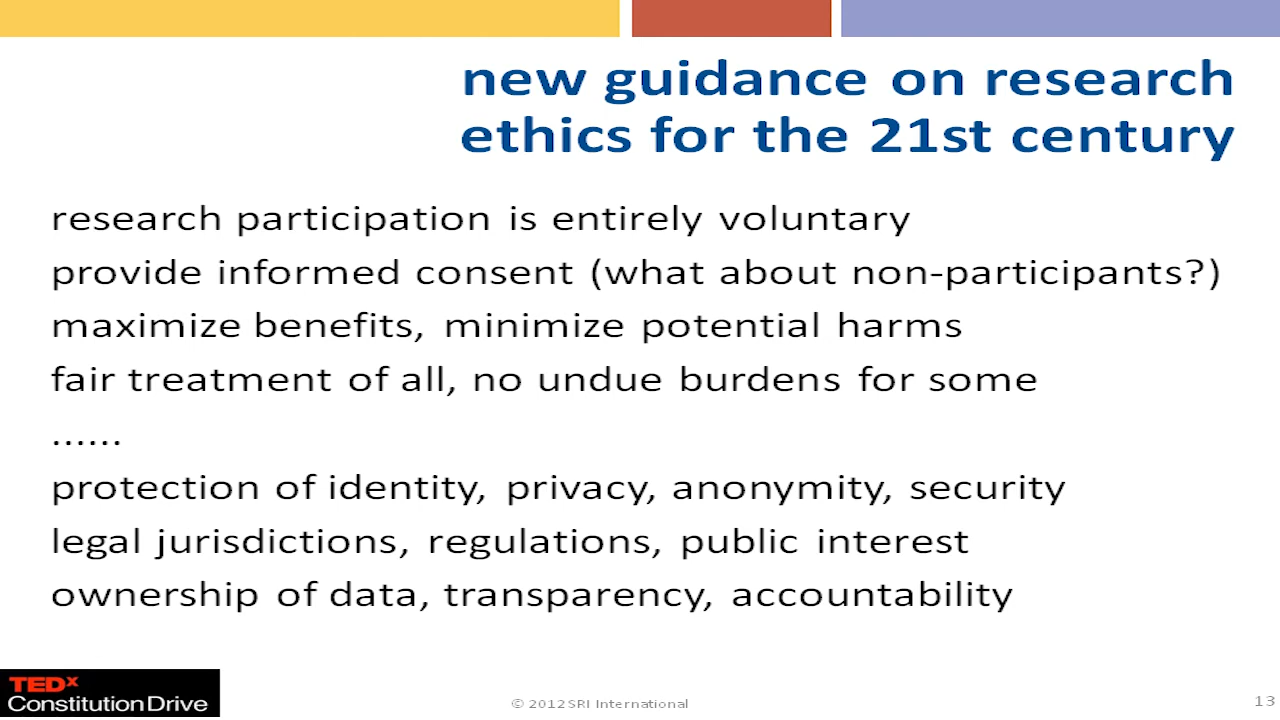 new guidance on research
ethics for the 21st century
research participation is entirely voluntary
provide informed consent (what about non-participants?)
maximize benefits, minimize potential harms
fair treatment of all, no undue burdens for some
......
protection of identity, privacy, anonymity, security
legal jurisdictions, regulations, public interest
ownership of data, transparency, accountability
TEDx
Constitution Drive
© 2012 SRI International
13